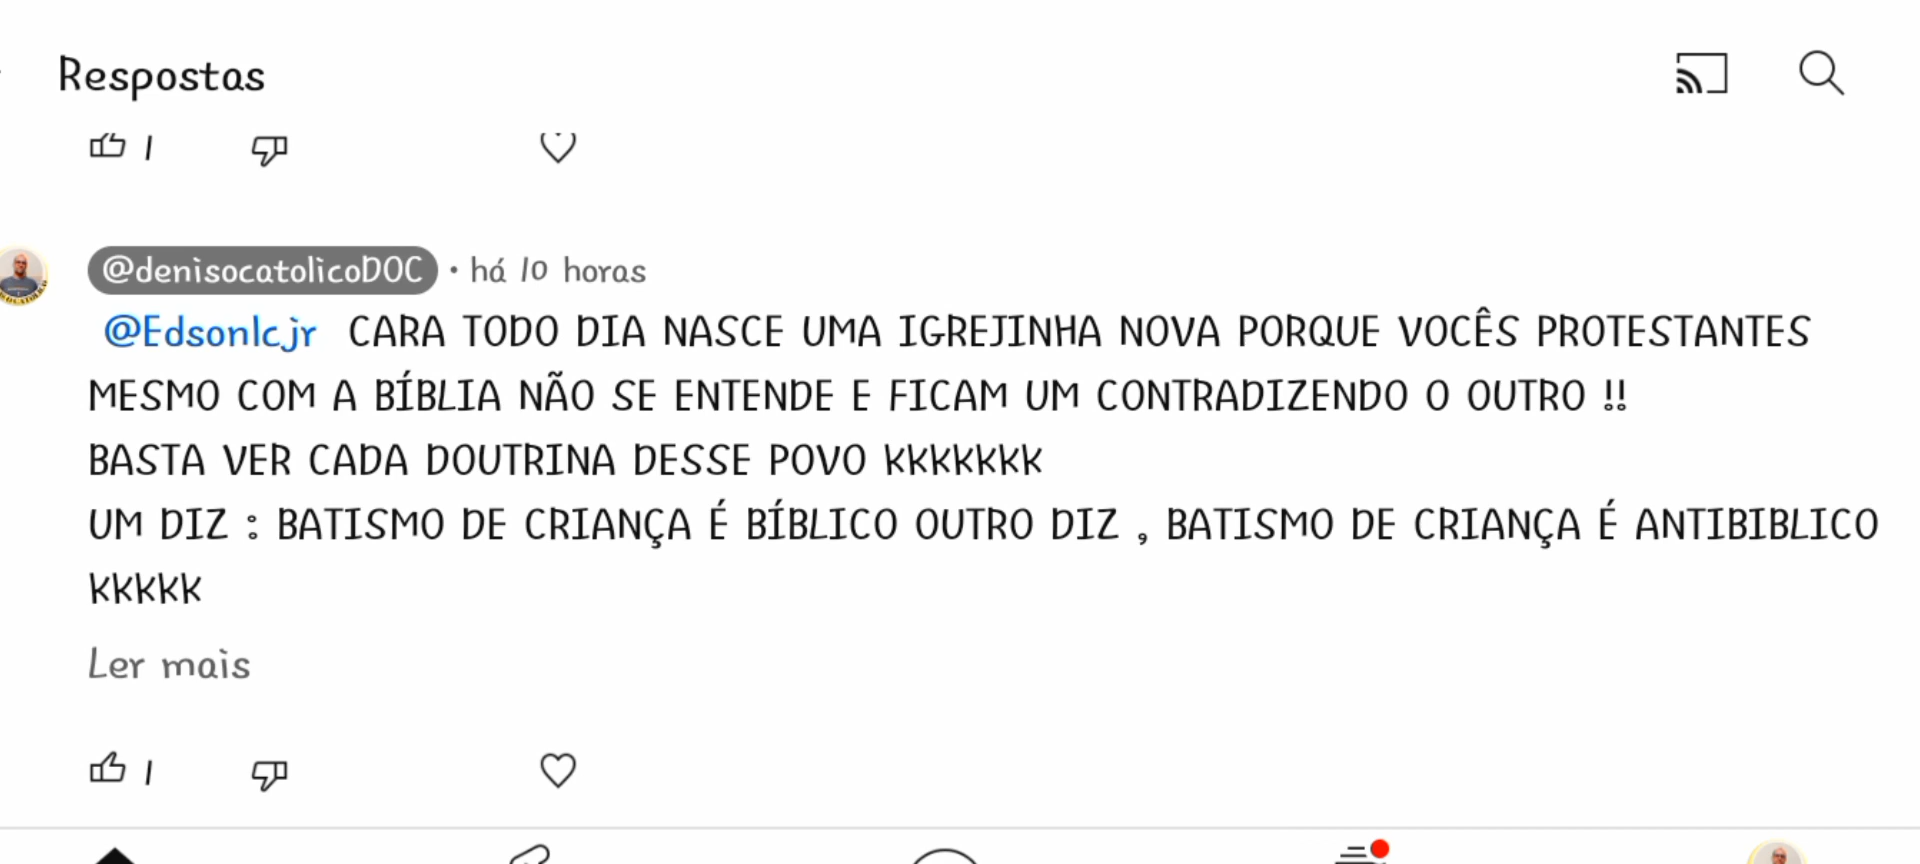 Respostas
1
@denisocatolicoDOC • há 10 horas
@Edsonlcjr CARA TODO DIA NASCE UMA IGREJINHA NOVA PORQUE VOCÊS PROTESTANTES
MESMO COM A BÍBLIA NÃO SE ENTENDE E FICAM UM CONTRADIZENDO O OUTRO !!
BASTA VER CADA DOUTRINA DESSE POVO kkkkkkk
UM DIZ : BATISMO DE CRIANÇA É BÍBLICO OUTRO DIZ , BATISMO DE CRIANÇA É ANTIBIBLICO
kkkkk
Ler mais
1